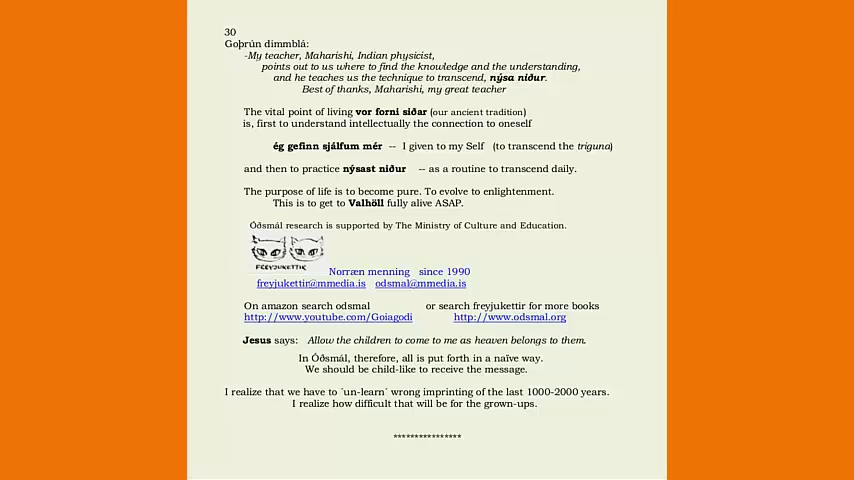 30
Goþrún dimmblá:
-My teacher, Maharishi, Indian physicist,
points out to us where to find the knowledge and the understanding,
and he teaches us the technique to transcend, nýsa niður.
Best of thanks, Maharishi, my great teacher
The vital point of living vor forni siðar (our ancient tradition)
is, first to understand intellectually the connection to oneself
ég gefinn sjálfum mér -- I given to my Self (to transcend the triguna)
and then to practice nýsast niður -- as a routine to transcend daily.
The purpose of life is to become pure. To evolve to enlightenment.
This is to get to Valhöll fully alive ASAP.
Óðsmál research is supported by The Ministry of Culture and Education.
FREYJUKETTIR
Norræn menning since 1990
freyjukettir@mmedia.is odsmal@mmedia.is
On amazon search odsmal or search freyjukettir for more books
http://www.youtube.com/Goiagodi http://www.odsmal.org
Jesus says: Allow the children to come to me as heaven belongs to them.
In Óðsmál, therefore, all is put forth in a naïve way.
We should be child-like to receive the message.
I realize that we have to ´un-learn´ wrong imprinting of the last 1000-2000 years.
I realize how difficult that will be for the grown-ups.
****************